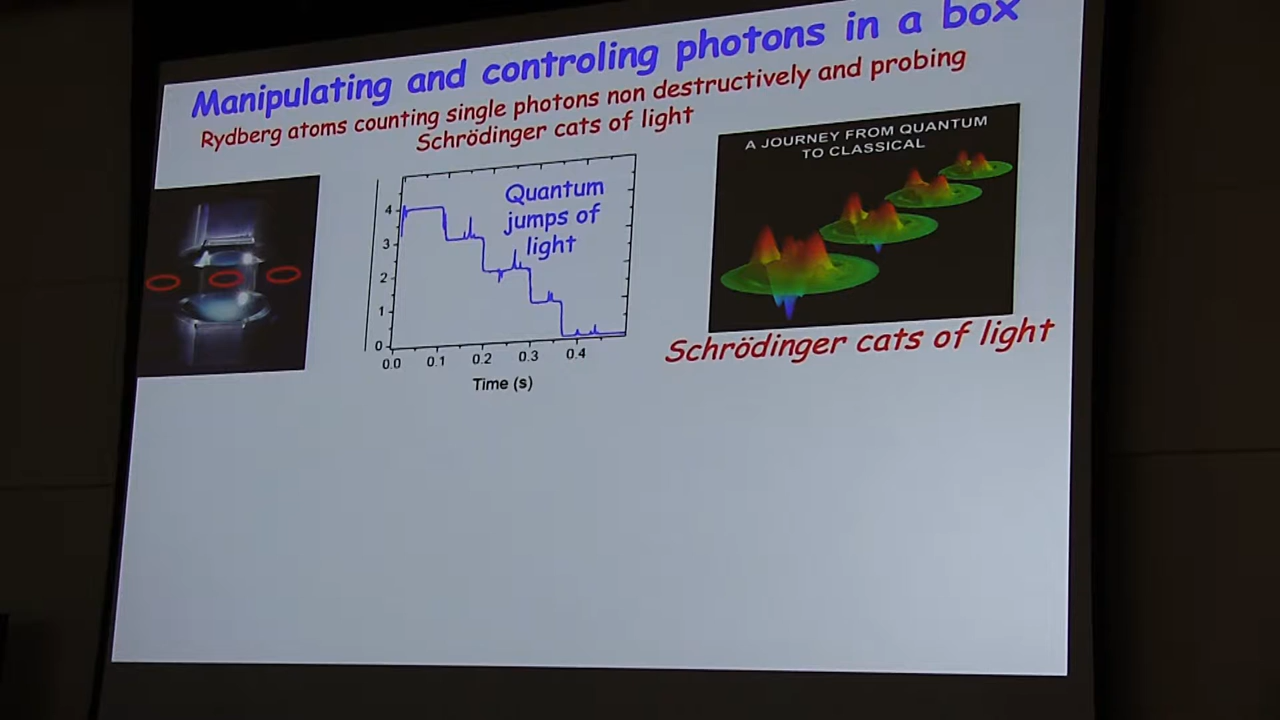 Manipulating and controling photons in a box
Rydberg atoms counting single photons non destructively and probing
Schrödinger cats of light
A JOURNEY FROM QUANTUM
TO CLASSICAL
Quantum
jumps of
light
4
3
2
1
0
0.0 0.1 0.2 0.3 0.4
Time (s)
Schrödinger cats of light